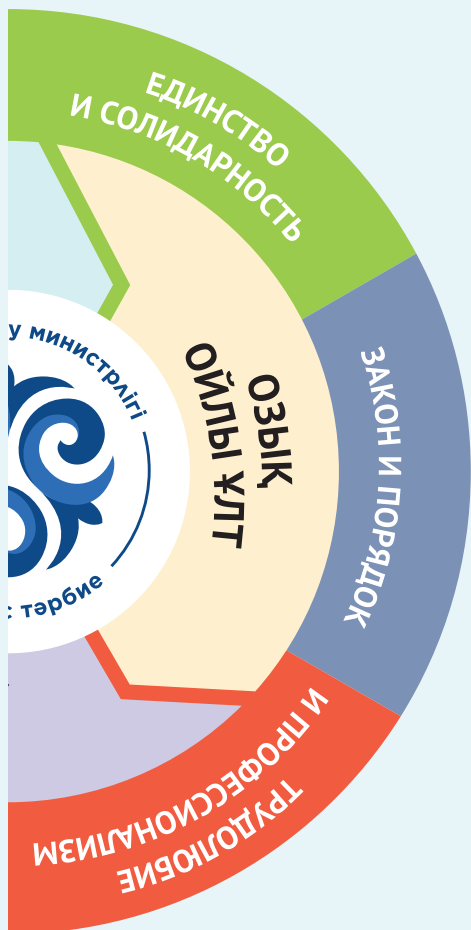 ЕДИНСТВО
И СОЛИДАРНОСТЬ
ЗАКОН И ПОРЯДОК
ОЗЫҚ
ОЙЛЫ ҰЛТ
у министрлігі
тәрбие
ТРУДОЛЮБИЕ
И ПРОФЕССИОНАЛИЗМ